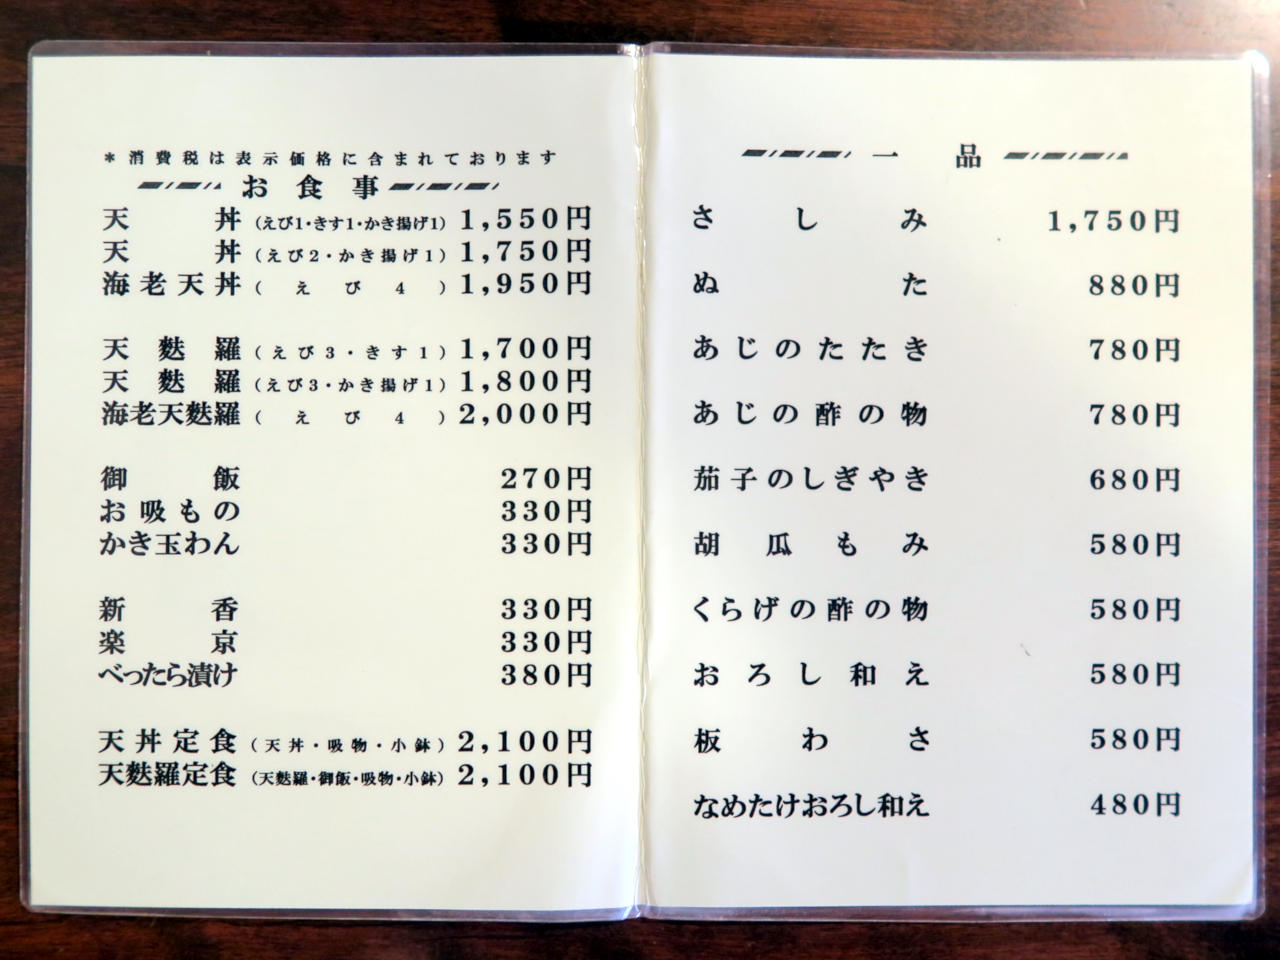 *消費税は表示価格に含まれております
お食事
天丼(えび1・きす1・かき揚げ1) 1,550円
天丼(えび2・かき揚げ1) 1,750円
海老天丼(えび4) 1,950円
天麩羅(えび3・きす1) 1,700円
天麩羅(えび3・かき揚げ1) 1,800円
海老天麩羅(えび4) 2,000円
御飯 270円
お吸もの 330円
かき玉わん 330円
新香 330円
楽京 330円
べったら漬け 380円
天丼定食(天丼・吸物・小鉢) 2,100円
天麩羅定食(天麩羅・御飯・吸物・小鉢) 2,100円
一品
さしみ 1,750円
ぬた 880円
あじのたたき 780円
あじの酢の物 780円
茄子のしぎやき 680円
胡瓜もみ 580円
くらげの酢の物 580円
おろし和え 580円
板わさ 580円
なめたけおろし和え 480円